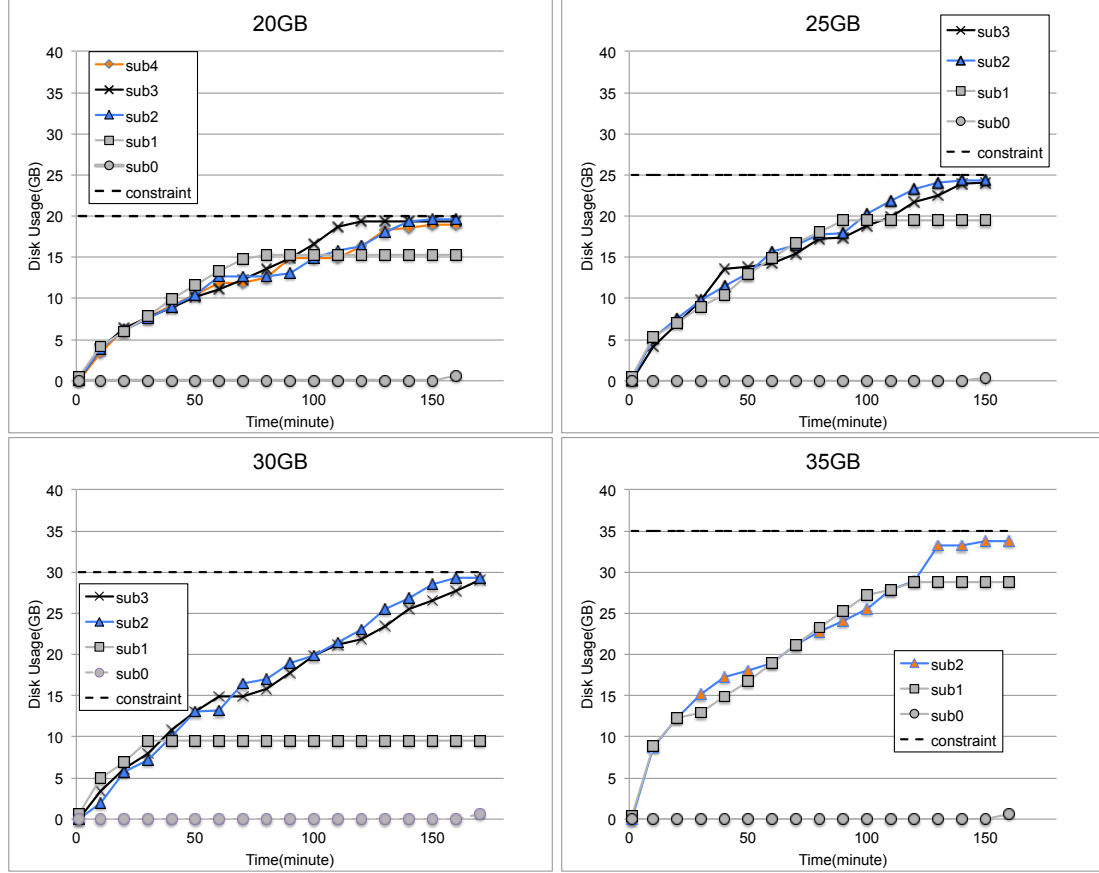 20GB
40
35
30
25
20
15
10
5
0
Disk Usage(GB)
sub4
sub3
sub2
sub1
sub0
constraint
0 50 100 150
Time(minute)
25GB
40
35
30
25
20
15
10
5
0
Disk Usage(GB)
sub3
sub2
sub1
sub0
constraint
0 50 100 150
Time(minute)
30GB
40
35
30
25
20
15
10
5
0
Disk Usage(GB)
sub3
sub2
sub1
sub0
constraint
0 50 100 150
Time(minute)
35GB
40
35
30
25
20
15
10
5
0
Disk Usage(GB)
sub2
sub1
sub0
constraint
0 50 100 150
Time(minute)